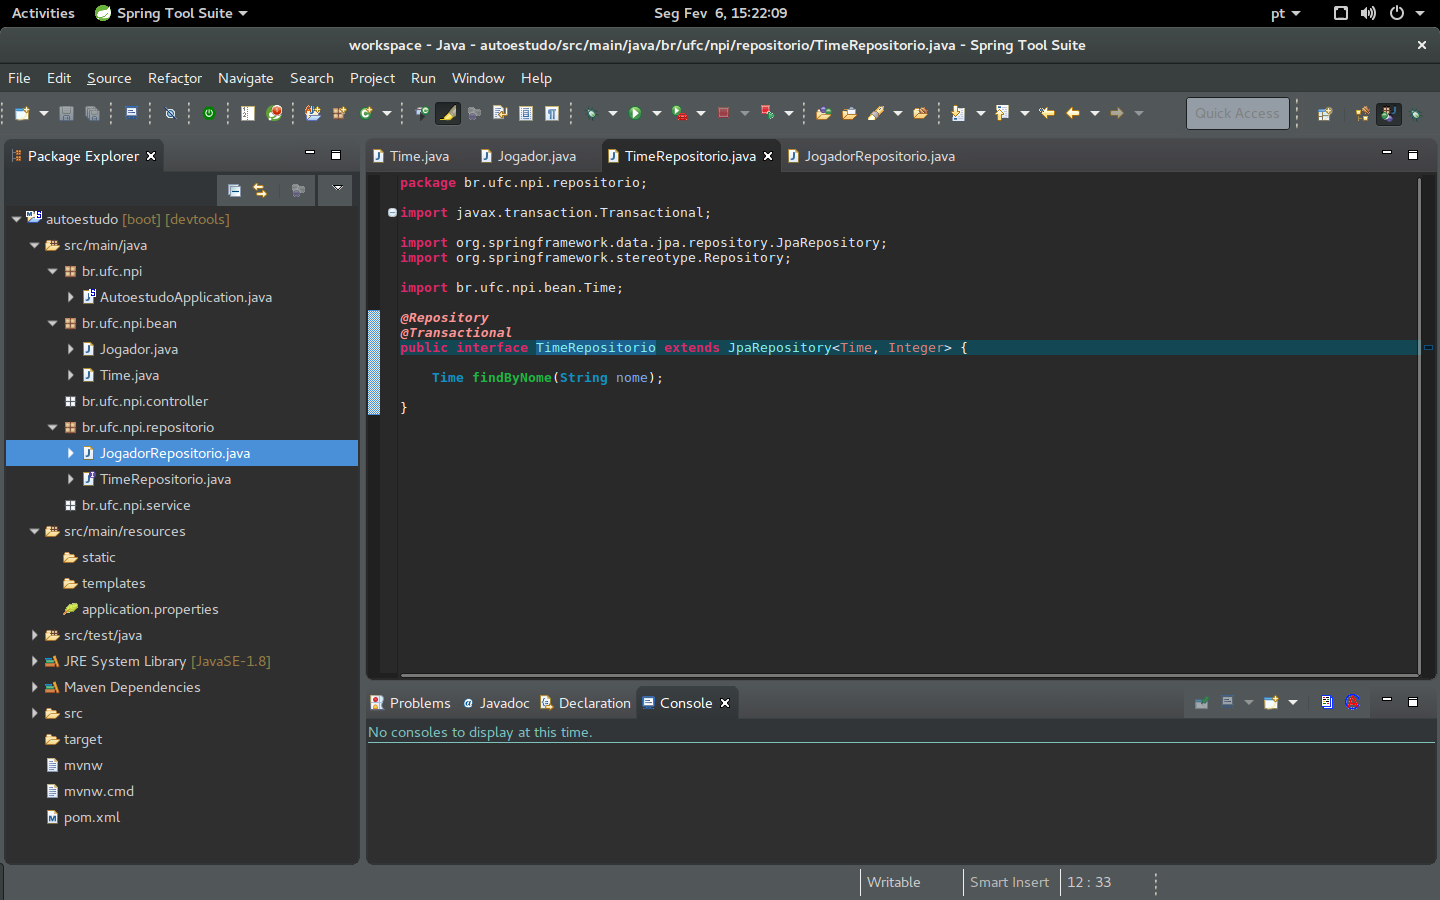 Activities Spring Tool Suite Seg Fev 6, 15:22:09 pt
workspace - Java - autoestudo/src/main/java/br/ufc/npi/repositorio/TimeRepositorio.java - Spring Tool Suite
File Edit Source Refactor Navigate Search Project Run Window Help
Quick Access
Package Explorer
autoestudo [boot] [devtools]
src/main/java
br.ufc.npi
AutoestudoApplication.java
br.ufc.npi.bean
Jogador.java
Time.java
br.ufc.npi.controller
br.ufc.npi.repositorio
JogadorRepositorio.java
TimeRepositorio.java
br.ufc.npi.service
src/main/resources
static
templates
application.properties
src/test/java
JRE System Library [JavaSE-1.8]
Maven Dependencies
src
target
mvnw
mvnw.cmd
pom.xml
Time.java Jogador.java TimeRepositorio.java JogadorRepositorio.java
package br.ufc.npi.repositorio;
import javax.transaction.Transactional;
import org.springframework.data.jpa.repository.JpaRepository;
import org.springframework.stereotype.Repository;
import br.ufc.npi.bean.Time;
@Repository
@Transactional
public interface TimeRepositorio extends JpaRepository<Time, Integer> {
Time findByNome(String nome);
}
Problems Javadoc Declaration Console
No consoles to display at this time.
Writable Smart Insert 12 : 33